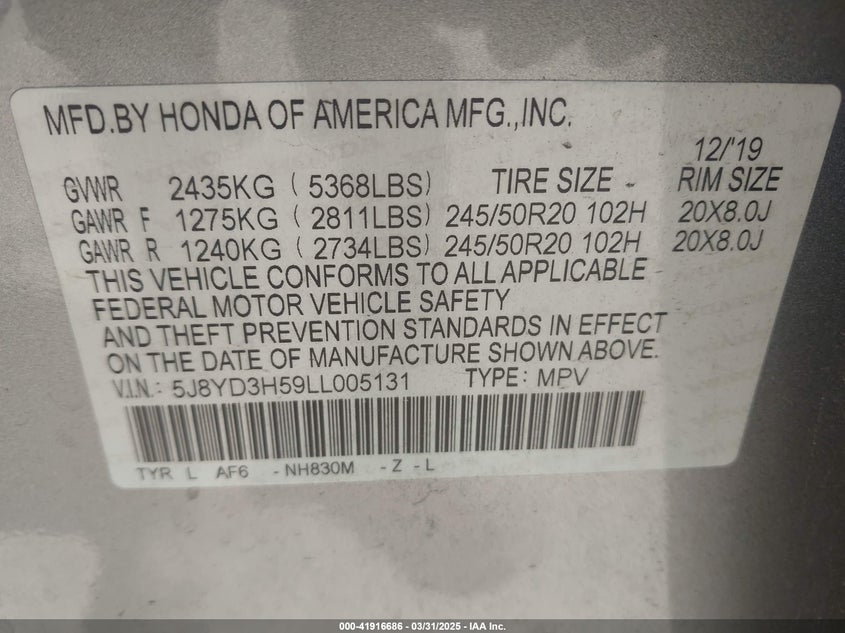 MFD.BY HONDA OF AMERICA MFG.,INC.
12/'19
GVWR 2435KG ( 5368LBS) TIRE SIZE - RIM SIZE
GAWR F 1275KG ( 2811LBS) 245/50R20 102H 20X8.0J
GAWR R 1240KG ( 2734LBS) 245/50R20 102H 20X8.0J
THIS VEHICLE CONFORMS TO ALL APPLICABLE
FEDERAL MOTOR VEHICLE SAFETY
AND THEFT PREVENTION STANDARDS IN EFFECT
ON THE DATE OF MANUFACTURE SHOWN ABOVE.
V.I.N.: 5J8YD3H59LL005131 TYPE: MPV
TYR L AF6 -NH830M -Z -L
000-41916686 - 03/31/2025 - IAA Inc.